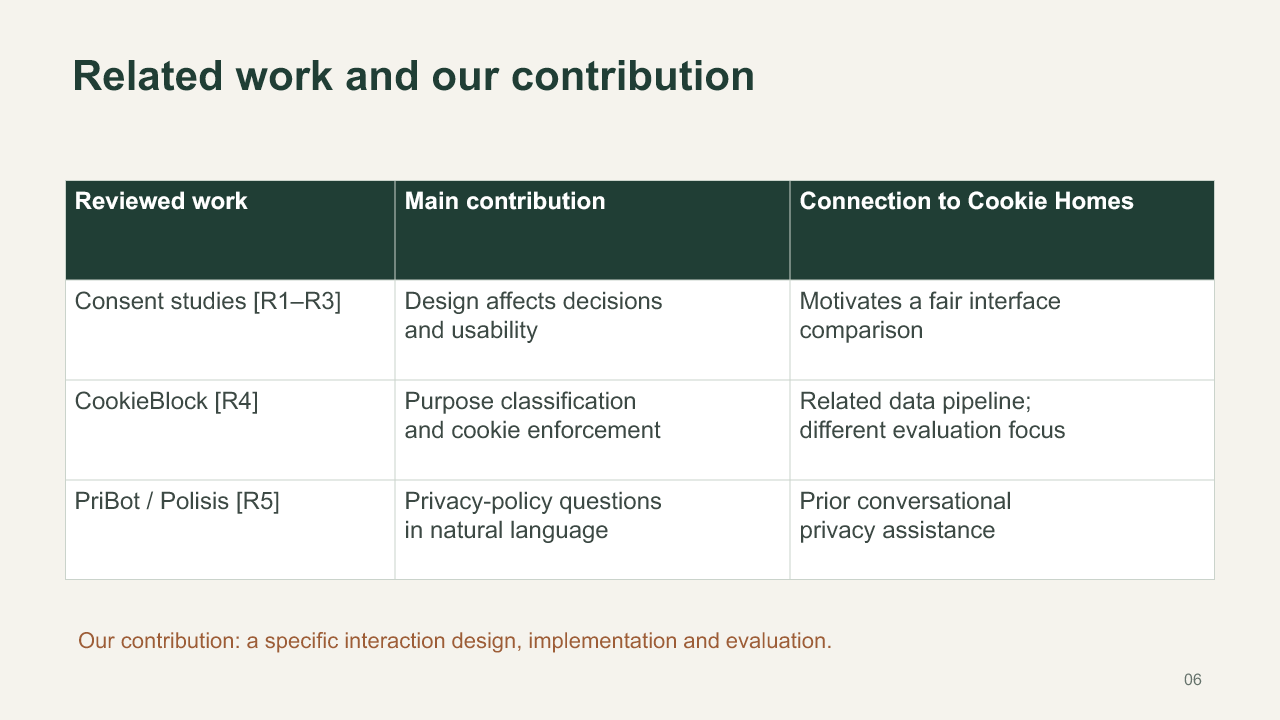 Related work and our contribution
Reviewed work
Main contribution
Connection to Cookie Homes
Consent studies [R1–R3]
Design affects decisions
and usability
Motivates a fair interface
comparison
CookieBlock [R4]
Purpose classification
and cookie enforcement
Related data pipeline;
different evaluation focus
PriBot / Polisis [R5]
Privacy-policy questions
in natural language
Prior conversational
privacy assistance
Our contribution: a specific interaction design, implementation and evaluation.
06